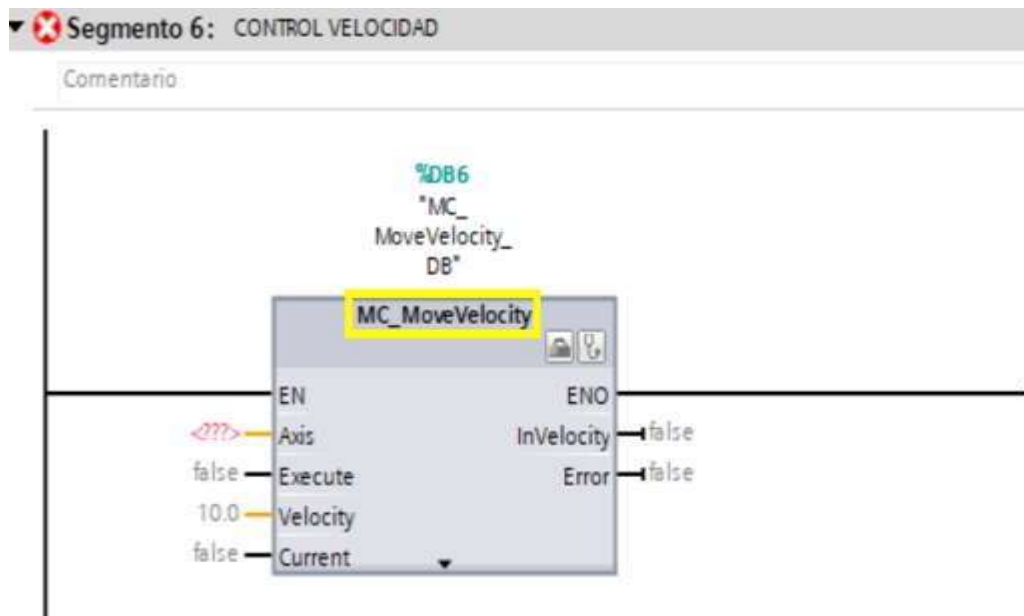 Segmento 6: CONTROL VELOCIDAD
Comentario
%DB6
"MC_
MoveVelocity_
DB"
MC_MoveVelocity
EN ENO
<???> Axis InVelocity false
false Execute Error false
10.0 Velocity
false Current